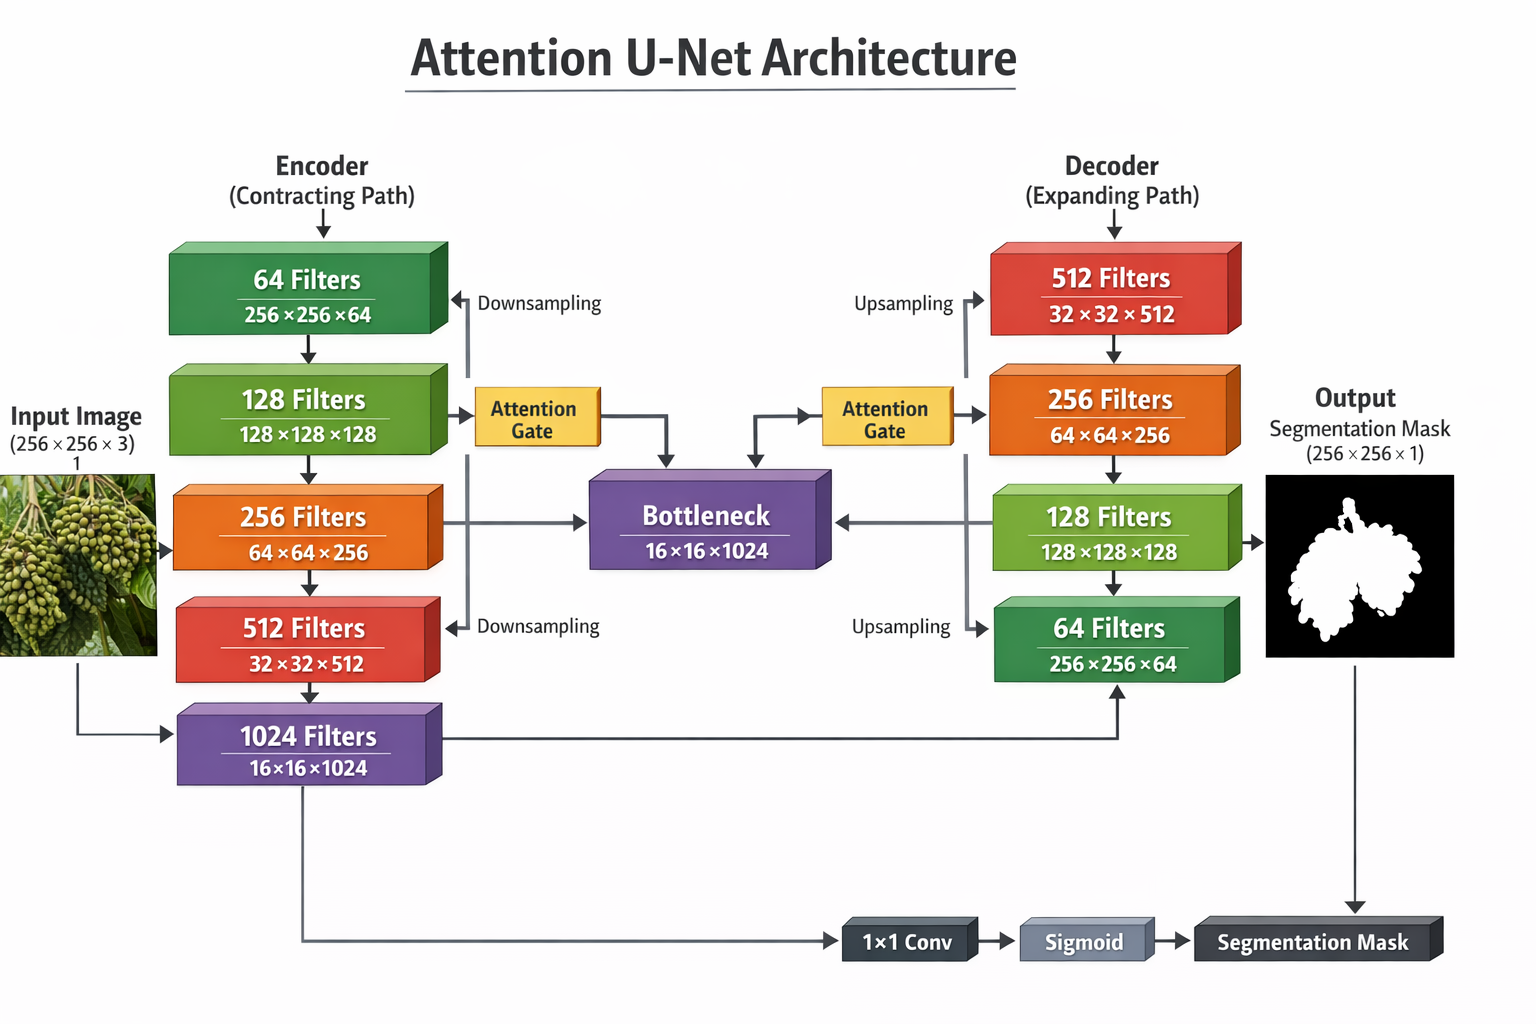 Attention U-Net Architecture
Encoder
(Contracting Path)
64 Filters
256 × 256 × 64
Downsampling
128 Filters
128 × 128 × 128
Attention
Gate
Input Image
(256 × 256 × 3)
1
256 Filters
64 × 64 × 256
512 Filters
32 × 32 × 512
Downsampling
1024 Filters
16 × 16 × 1024
Bottleneck
16 × 16 × 1024
Decoder
(Expanding Path)
Upsampling
512 Filters
32 × 32 × 512
Attention
Gate
256 Filters
64 × 64 × 256
128 Filters
128 × 128 × 128
Upsampling
64 Filters
256 × 256 × 64
Output
Segmentation Mask
(256 × 256 × 1)
1×1 Conv
Sigmoid
Segmentation Mask